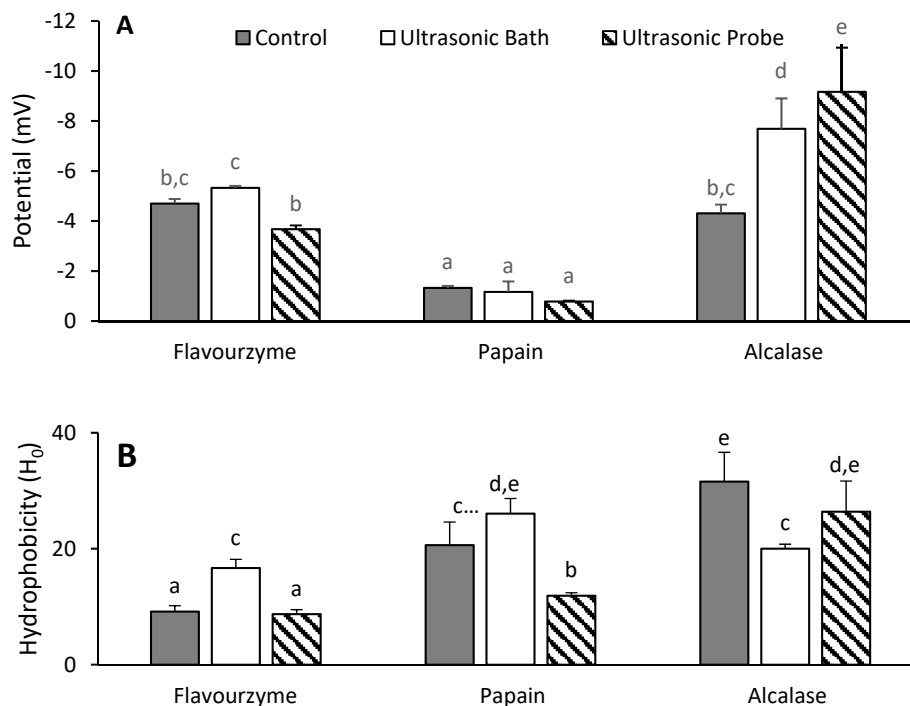 A
Control Ultrasonic Bath Ultrasonic Probe
Potential (mV)
-12
-10
-8
-6
-4
-2
0
b,c c b
a a a
b,c d e
Flavourzyme Papain Alcalase
B
Hydrophobicity (H₀)
40
20
0
a c a
c... d,e b
e c d,e
Flavourzyme Papain Alcalase